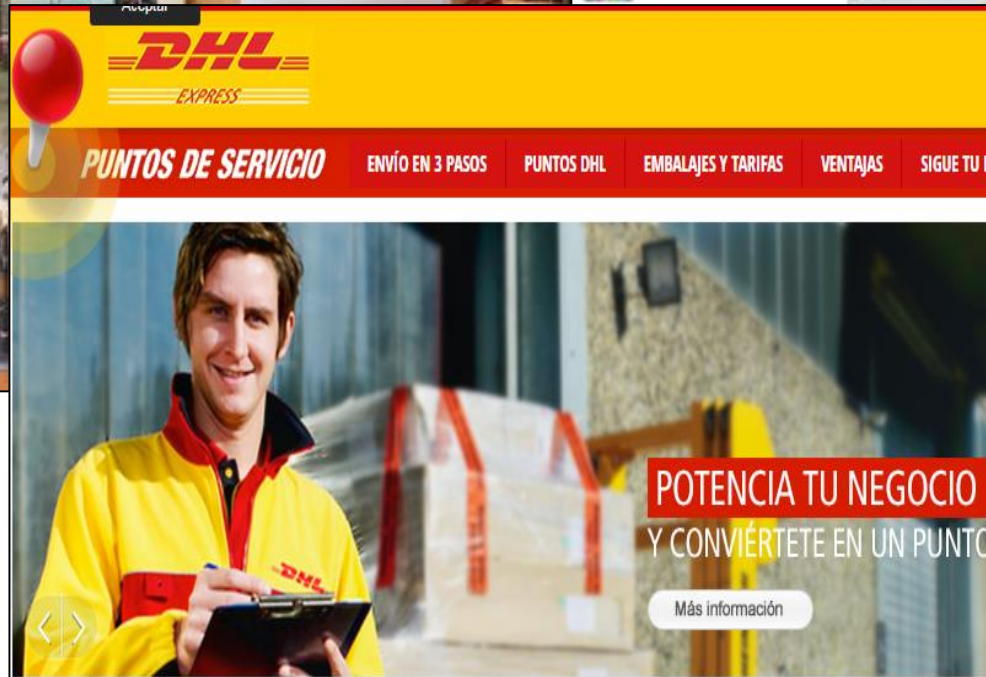 Aceptar
DHL
EXPRESS
PUNTOS DE SERVICIO
ENVÍO EN 3 PASOS
PUNTOS DHL
EMBALAJES Y TARIFAS
VENTAJAS
SIGUE TU
POTENCIA TU NEGOCIO
Y CONVIÉRTETE EN UN PUNTO
Más información
DHL